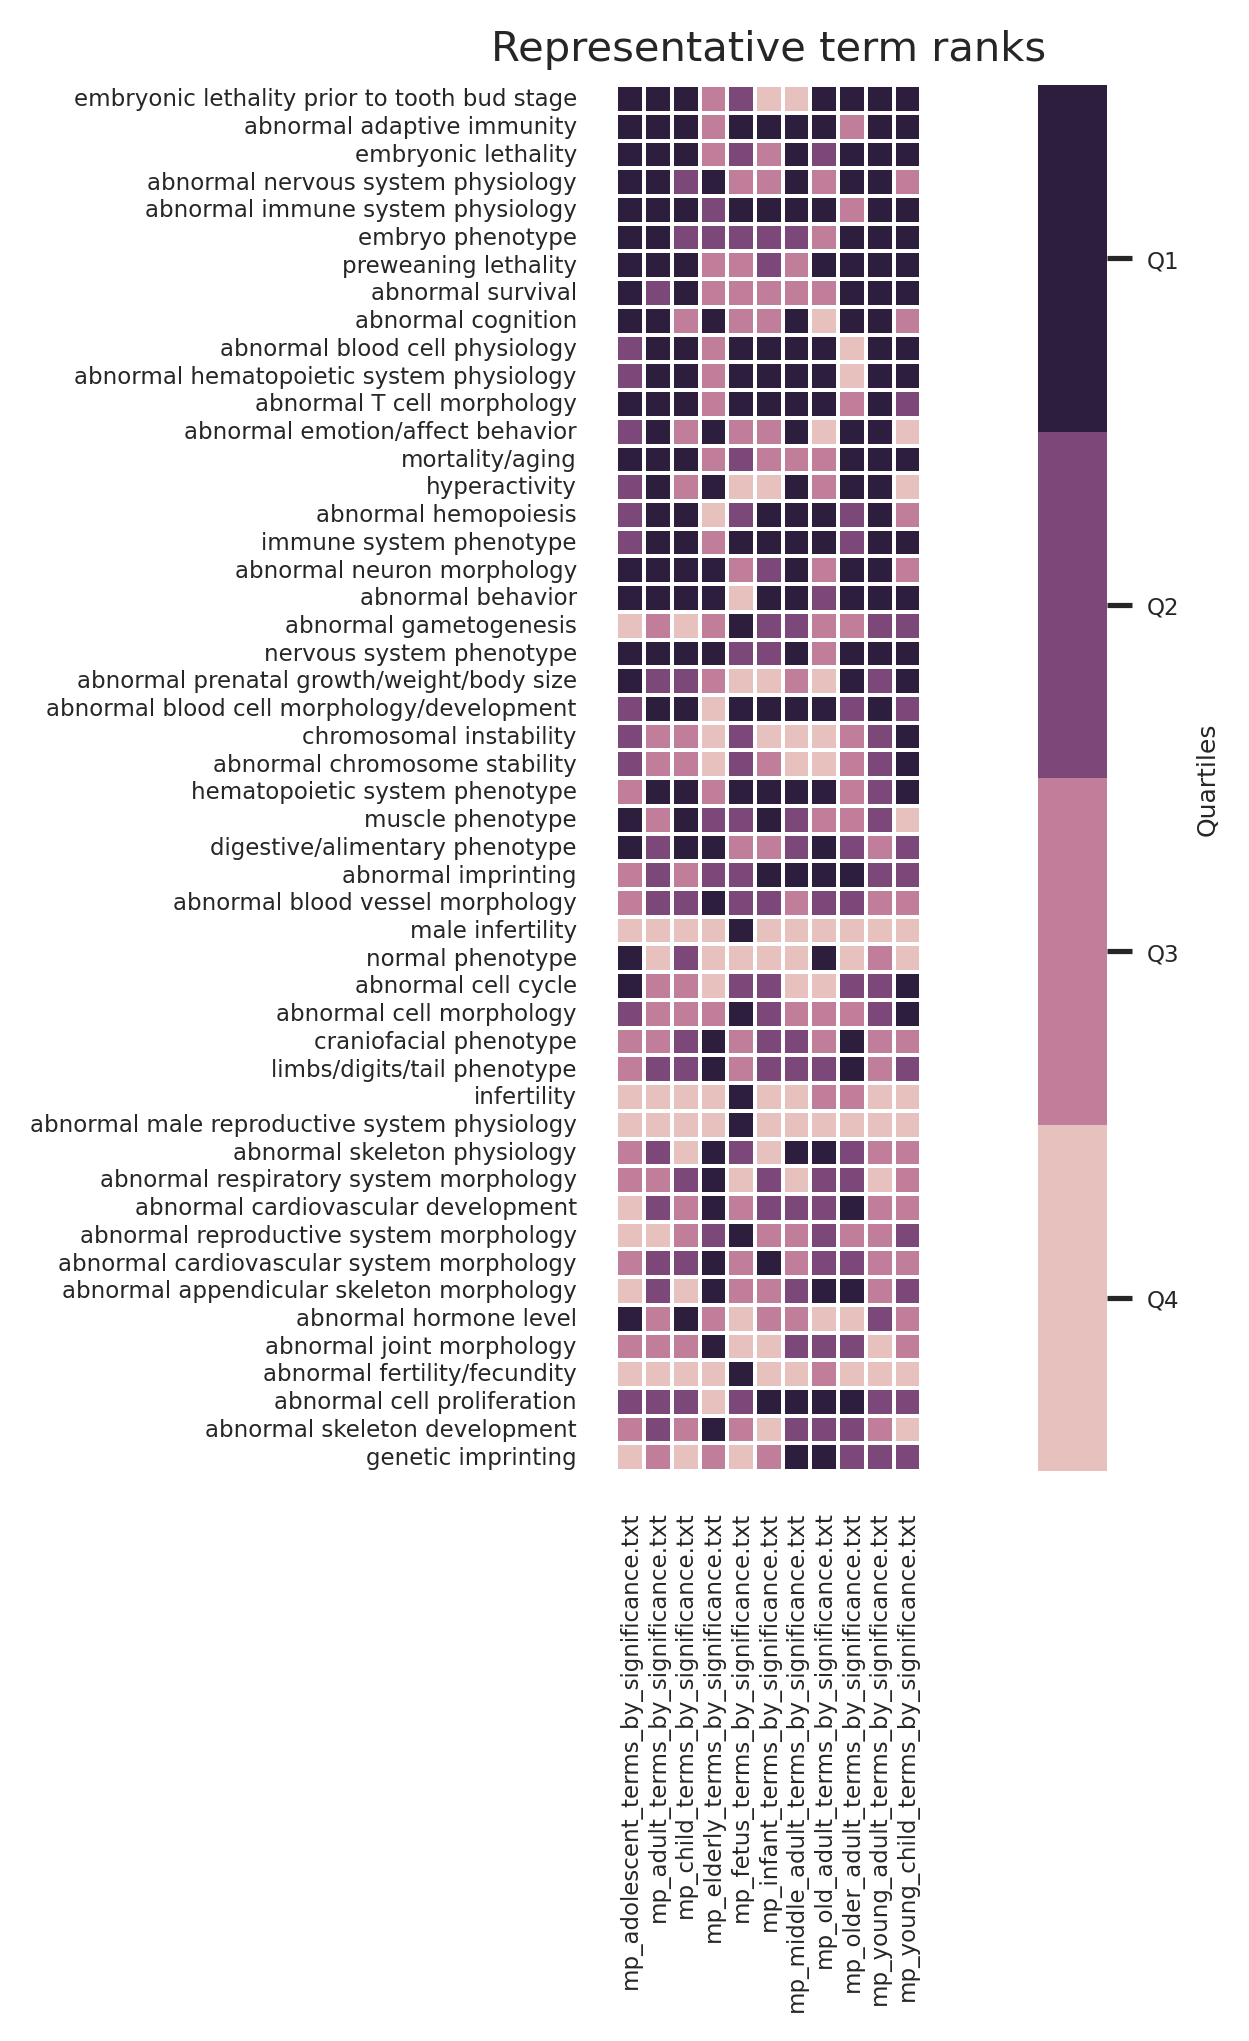 Representative term ranks
embryonic lethality prior to tooth bud stage
abnormal adaptive immunity
embryonic lethality
abnormal nervous system physiology
abnormal immune system physiology
embryo phenotype
preweaning lethality
abnormal survival
abnormal cognition
abnormal blood cell physiology
abnormal hematopoietic system physiology
abnormal T cell morphology
abnormal emotion/affect behavior
mortality/aging
hyperactivity
abnormal hemopoiesis
immune system phenotype
abnormal neuron morphology
abnormal behavior
abnormal gametogenesis
nervous system phenotype
abnormal prenatal growth/weight/body size
abnormal blood cell morphology/development
chromosomal instability
abnormal chromosome stability
hematopoietic system phenotype
muscle phenotype
digestive/alimentary phenotype
abnormal imprinting
abnormal blood vessel morphology
male infertility
normal phenotype
abnormal cell cycle
abnormal cell morphology
craniofacial phenotype
limbs/digits/tail phenotype
infertility
abnormal male reproductive system physiology
abnormal skeleton physiology
abnormal respiratory system morphology
abnormal cardiovascular development
abnormal reproductive system morphology
abnormal cardiovascular system morphology
abnormal appendicular skeleton morphology
abnormal hormone level
abnormal joint morphology
abnormal fertility/fecundity
abnormal cell proliferation
abnormal skeleton development
genetic imprinting
mp_adolescent_terms_by_significance.txt
mp_adult_terms_by_significance.txt
mp_child_terms_by_significance.txt
mp_elderly_terms_by_significance.txt
mp_fetus_terms_by_significance.txt
mp_infant_terms_by_significance.txt
mp_middle_adult_terms_by_significance.txt
mp_old_adult_terms_by_significance.txt
mp_older_adult_terms_by_significance.txt
mp_young_adult_terms_by_significance.txt
mp_young_child_terms_by_significance.txt
Q1
Q2
Q3
Q4
Quartiles